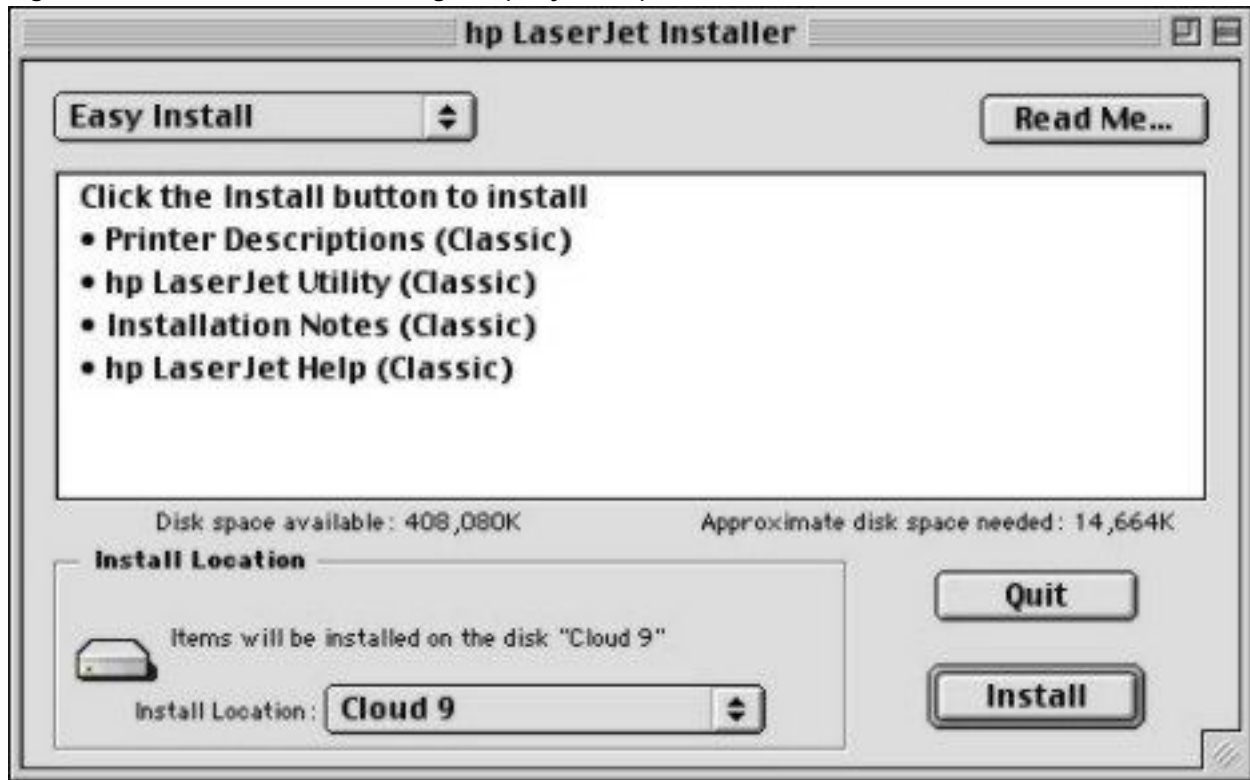 hp LaserJet Installer
Easy Install
Read Me...
Click the Install button to install
• Printer Descriptions (Classic)
• hp LaserJet Utility (Classic)
• Installation Notes (Classic)
• hp LaserJet Help (Classic)
Disk space available: 408,080K
Approximate disk space needed: 14,664K
Install Location
Items will be installed on the disk "Cloud 9"
Install Location: Cloud 9
Quit
Install